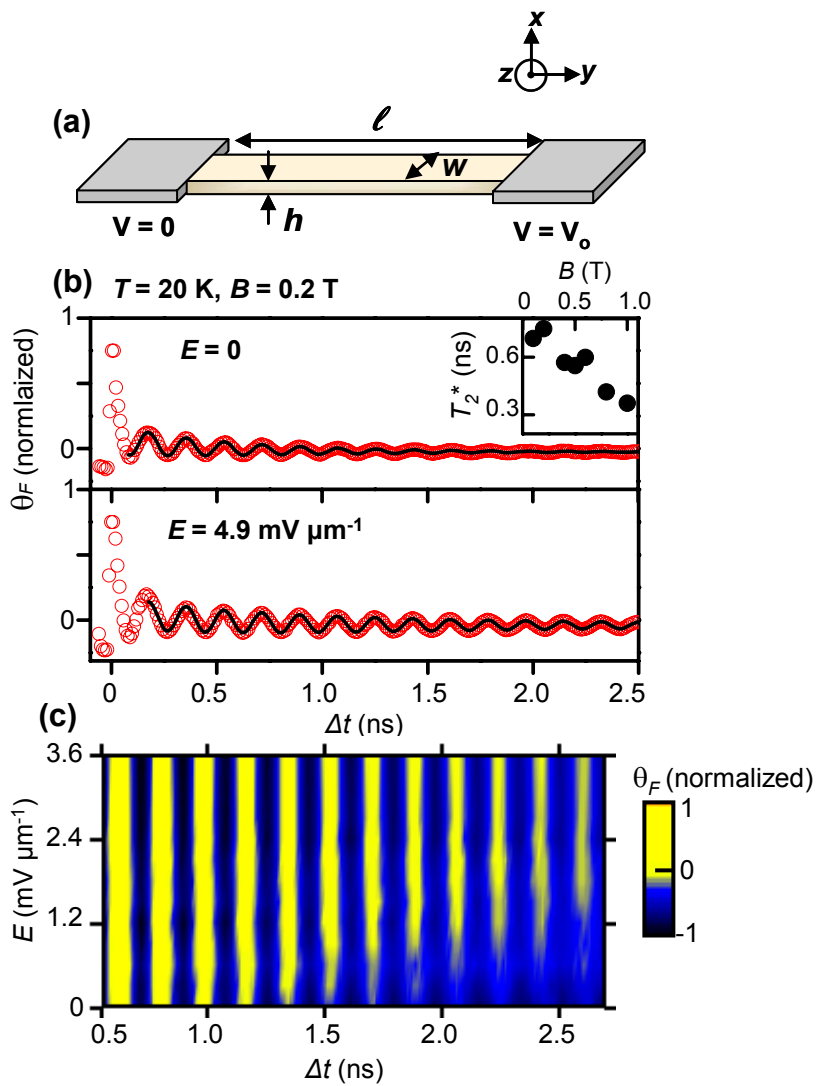 x
z y
(a)
ℓ
w
h
V = 0
V = Vo
(b)
T = 20 K, B = 0.2 T
B (T)
0 0.5 1.0
1
E = 0
0.6
0.3
T2* (ns)
θF (normlaized)
0
1
E = 4.9 mV µm-1
0
0 0.5 1.0 1.5 2.0 2.5
Δt (ns)
(c)
3.6
2.4
1.2
0
E (mV µm-1)
θF (normalized)
1
0
-1
0.5 1.0 1.5 2.0 2.5
Δt (ns)